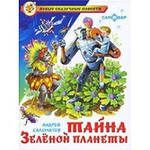 НОВЫЕ СКАЗОЧНЫЕ ПОВЕСТИ
САМОВАР
АНДРЕЙ САЛОМАТОВ
ТАЙНА
ЗЕЛЁНОЙ ПЛАНЕТЫ